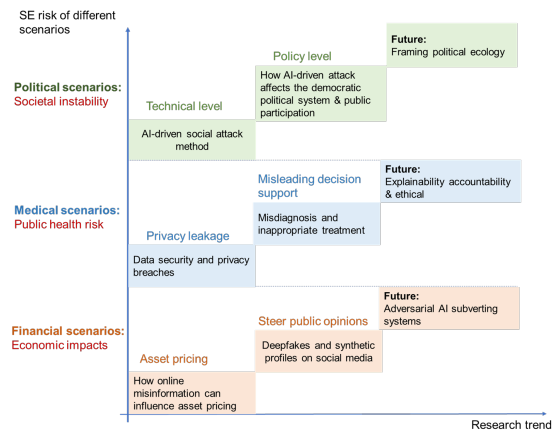 SE risk of different
scenarios
Future:
Framing political ecology
Policy level
How AI-driven attack
affects the democratic
political system & public
participation
Political scenarios:
Societal instability
Technical level
AI-driven social attack
method
Future:
Explainability accountability
& ethical
Misleading decision
support
Misdiagnosis and
inappropriate treatment
Medical scenarios:
Public health risk
Privacy leakage
Data security and privacy
breaches
Future:
Adversarial AI subverting
systems
Steer public opinions
Deepfakes and synthetic
profiles on social media
Financial scenarios:
Economic impacts
Asset pricing
How online
misinformation can
influence asset pricing
Research trend